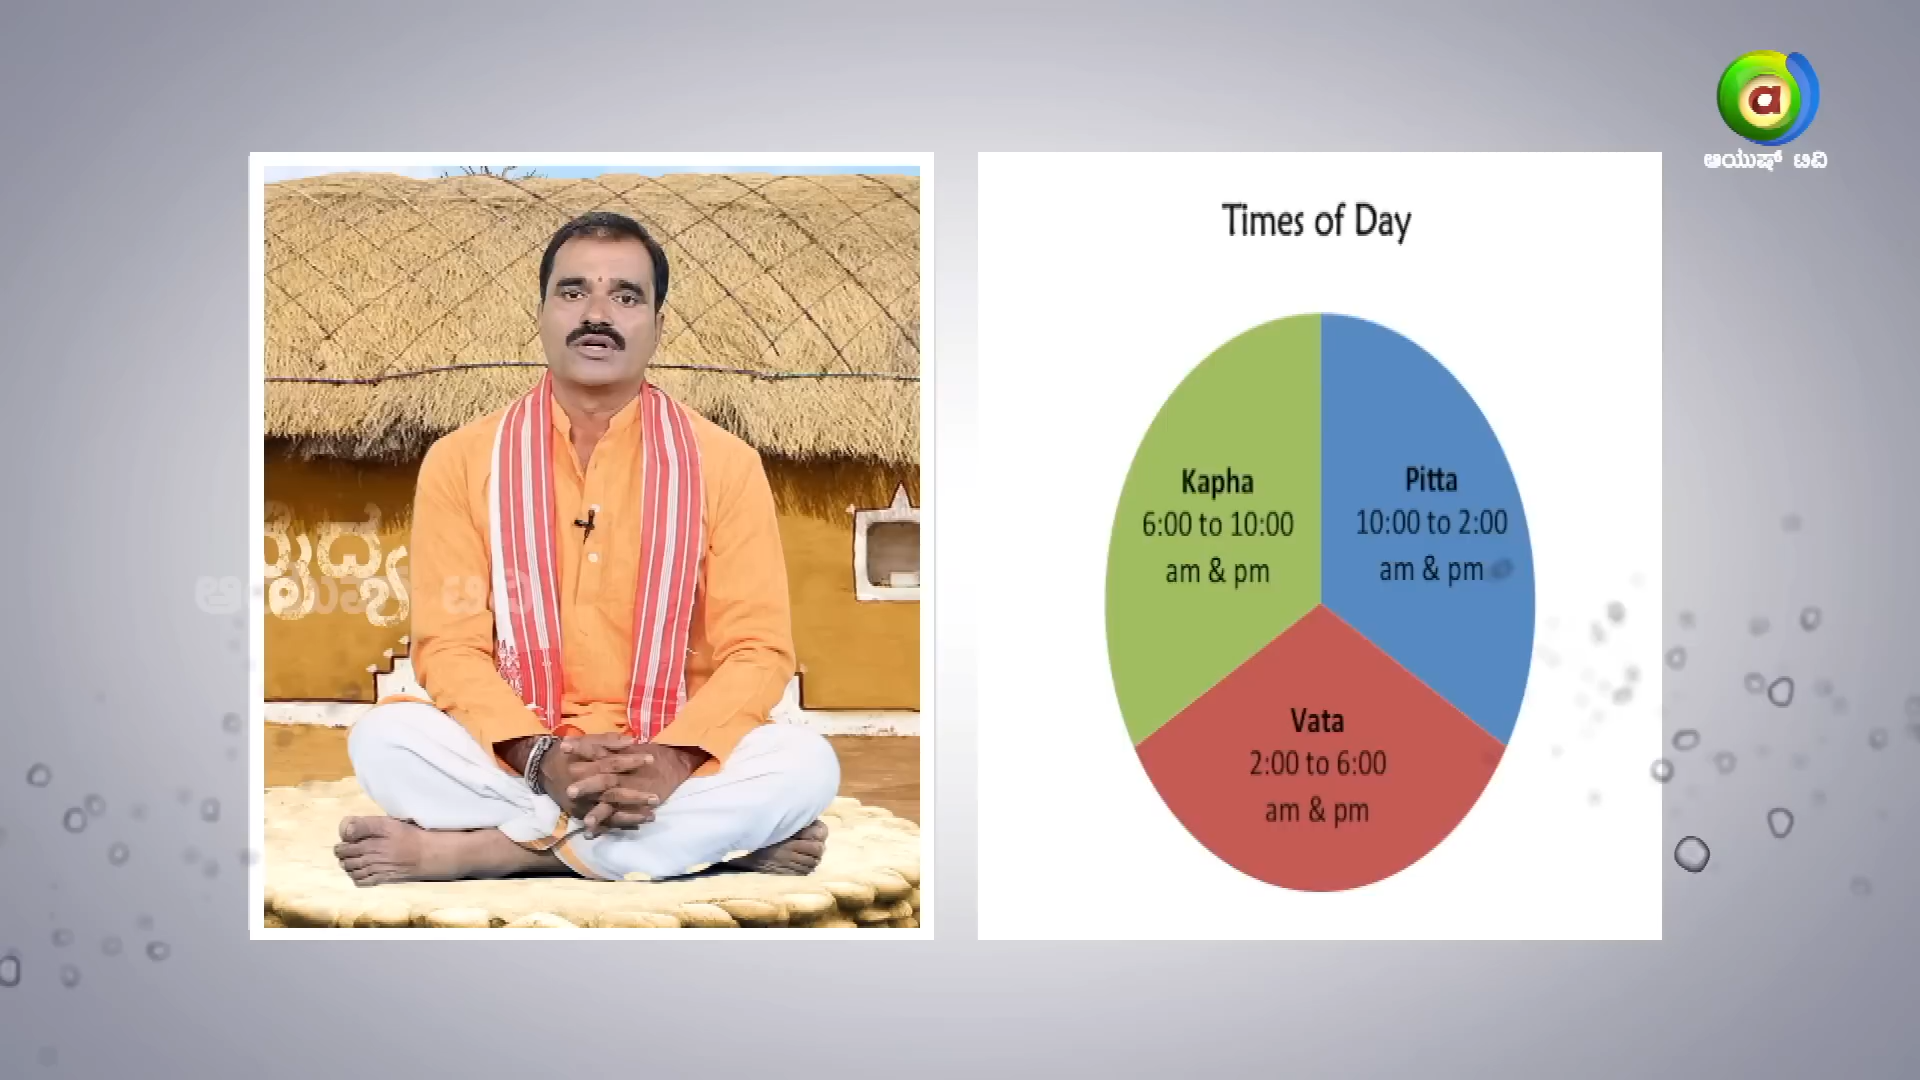 ಆಯುಷ್ ಟಿವಿ
Times of Day
Kapha
6:00 to 10:00
am & pm
Pitta
10:00 to 2:00
am & pm
Vata
2:00 to 6:00
am & pm
ಆಯುಷ್ ಟಿವಿ